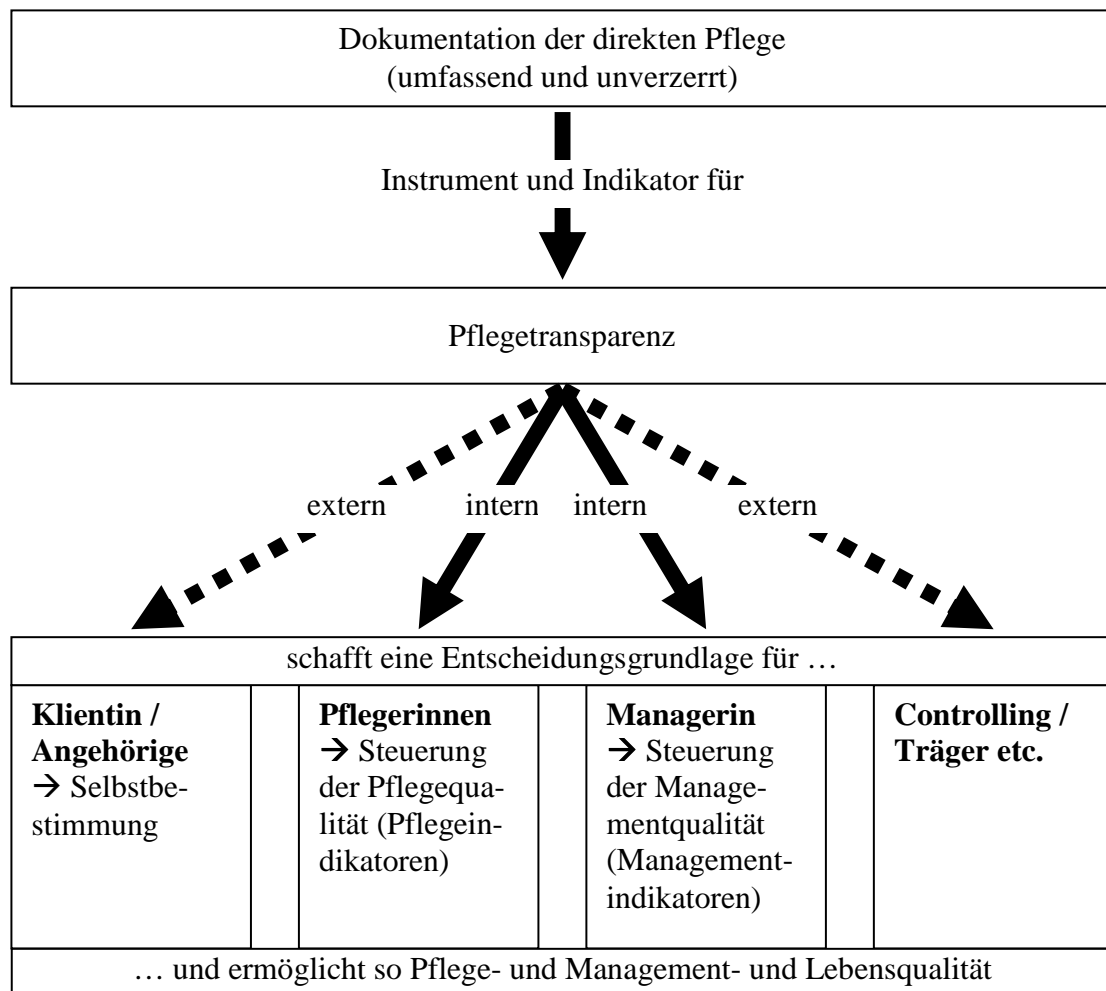 Dokumentation der direkten Pflege
(umfassend und unverzerrt)
Instrument und Indikator für
Pflegetransparenz
extern
intern
intern
extern
schafft eine Entscheidungsgrundlage für …
Klientin /
Angehörige
→ Selbstbe-
stimmung
Pflegerinnen
→ Steuerung
der Pflegequa-
lität (Pflegein-
dikatoren)
Managerin
→ Steuerung
der Manage-
mentqualität
(Management-
indikatoren)
Controlling /
Träger etc.
… und ermöglicht so Pflege- und Management- und Lebensqualität